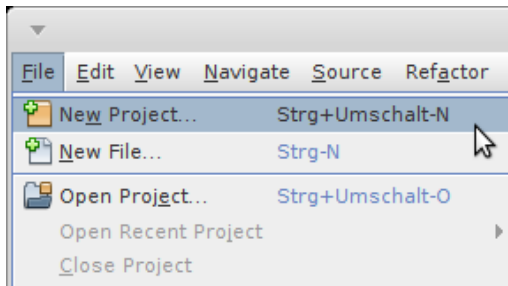 File Edit View Navigate Source Refactor
New Project... Strg+Umschalt-N
New File... Strg-N
Open Project... Strg+Umschalt-O
Open Recent Project
Close Project